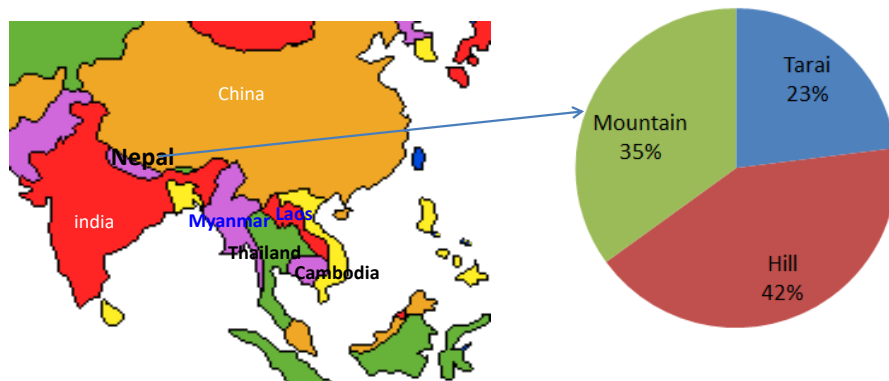 China
Nepal
india
Myanmar
Laos
Thailand
Cambodia
Tarai
23%
Mountain
35%
Hill
42%